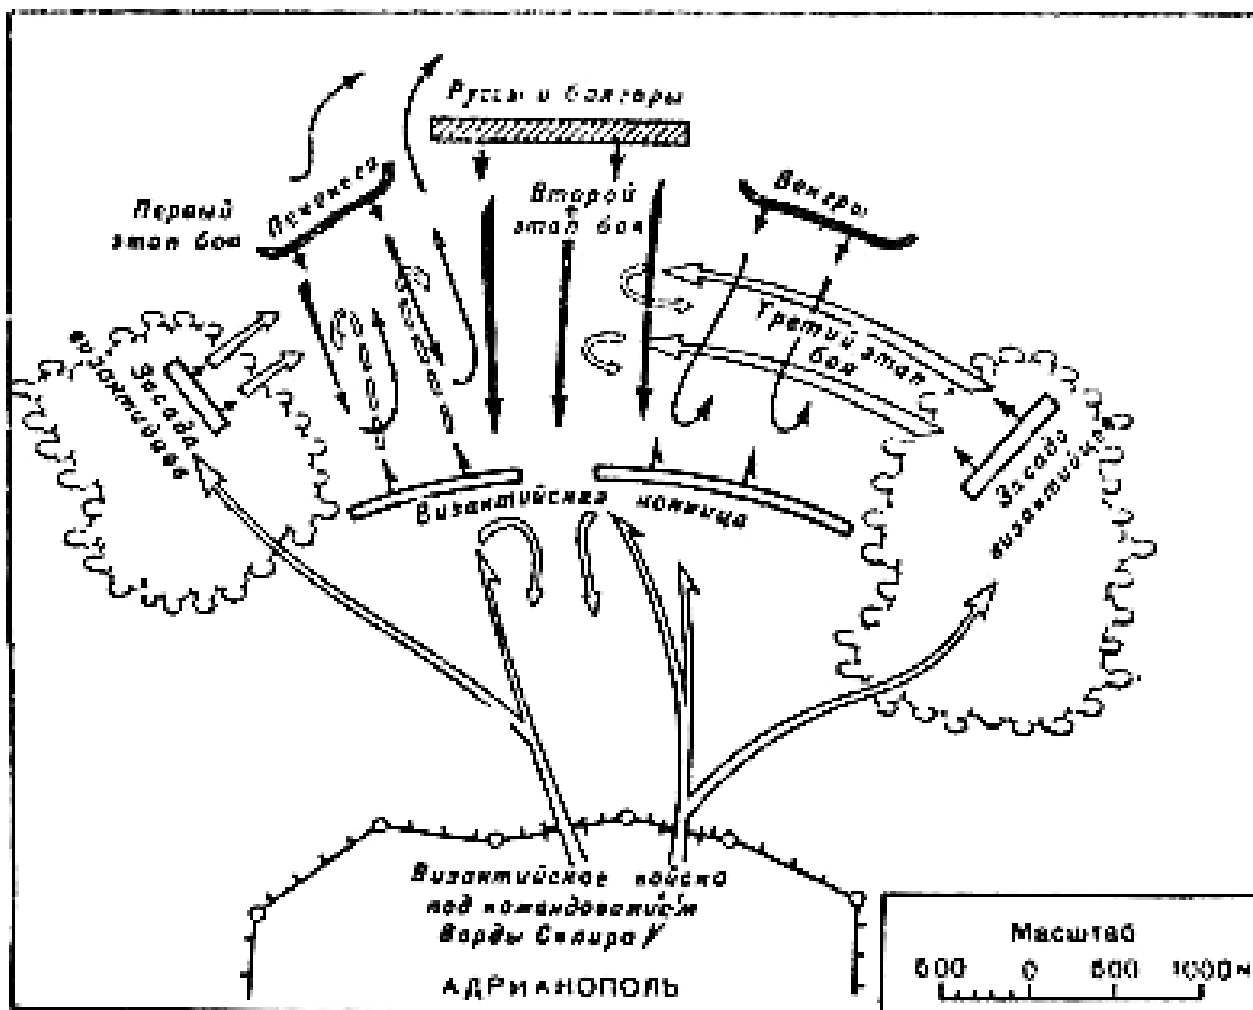 Руссы и болгары
Печенеги
Первый
этап боя
Второй
этап боя
Венгры
Третий этап
боя
Засада
византийцев
Засада
византийцев
Византийская конница
Византийское войско
под командованием
Варды Склира
АДРИАНОПОЛЬ
Масштаб
500 0 500 1000 м